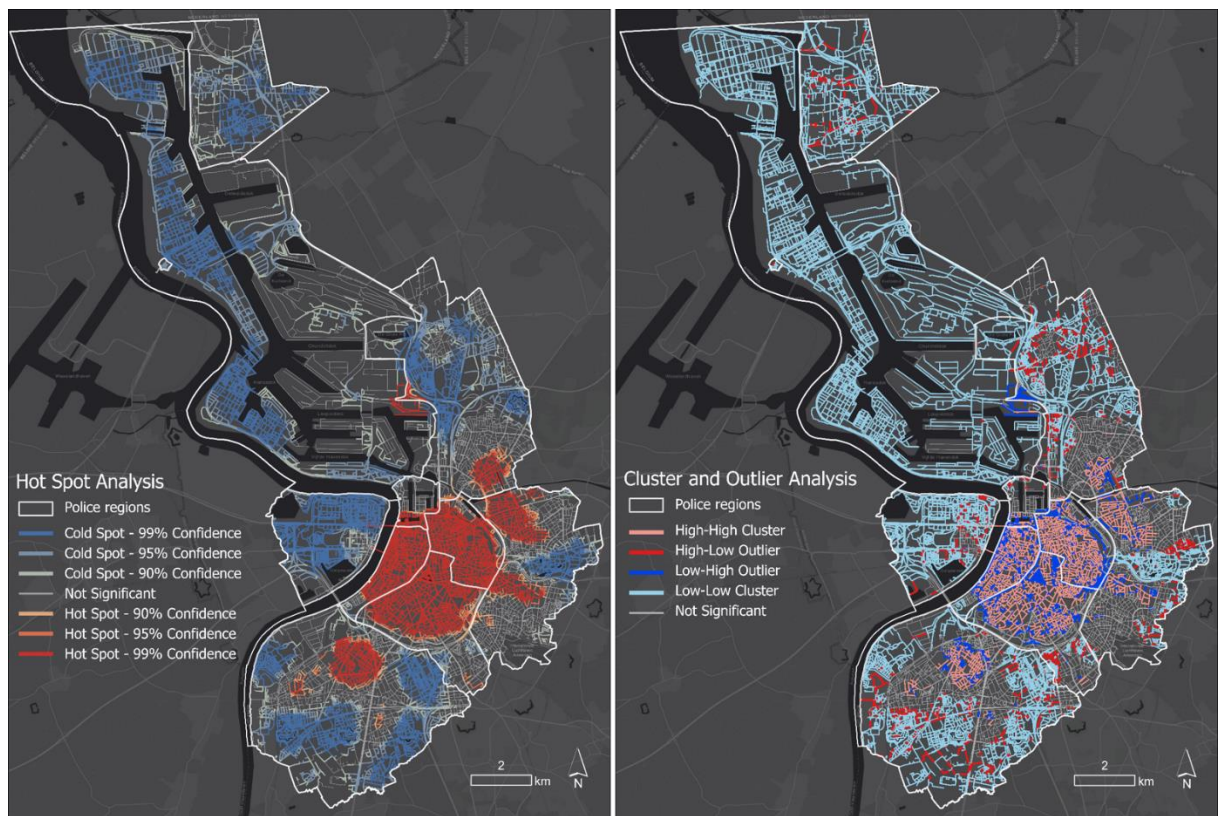 Hot Spot Analysis
Police regions
Cold Spot - 99% Confidence
Cold Spot - 95% Confidence
Cold Spot - 90% Confidence
Not Significant
Hot Spot - 90% Confidence
Hot Spot - 95% Confidence
Hot Spot - 99% Confidence
2
km
N
Cluster and Outlier Analysis
Police regions
High-High Cluster
High-Low Outlier
Low-High Outlier
Low-Low Cluster
Not Significant
2
km
N